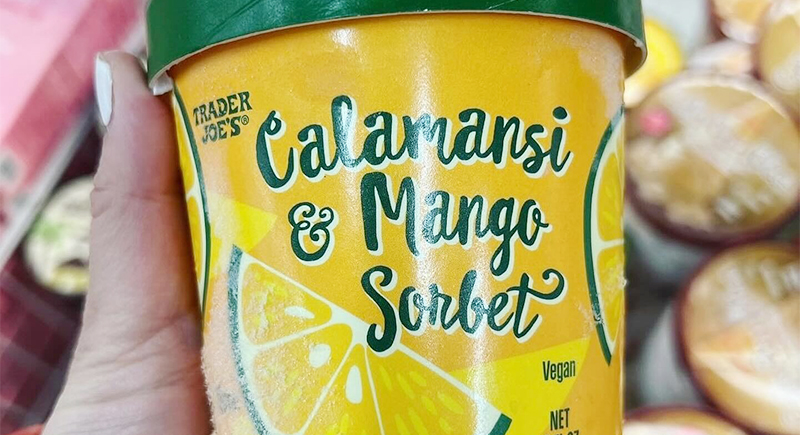 TRADER
JOE'S®
Calamansi
& Mango
Sorbet
Vegan
NET